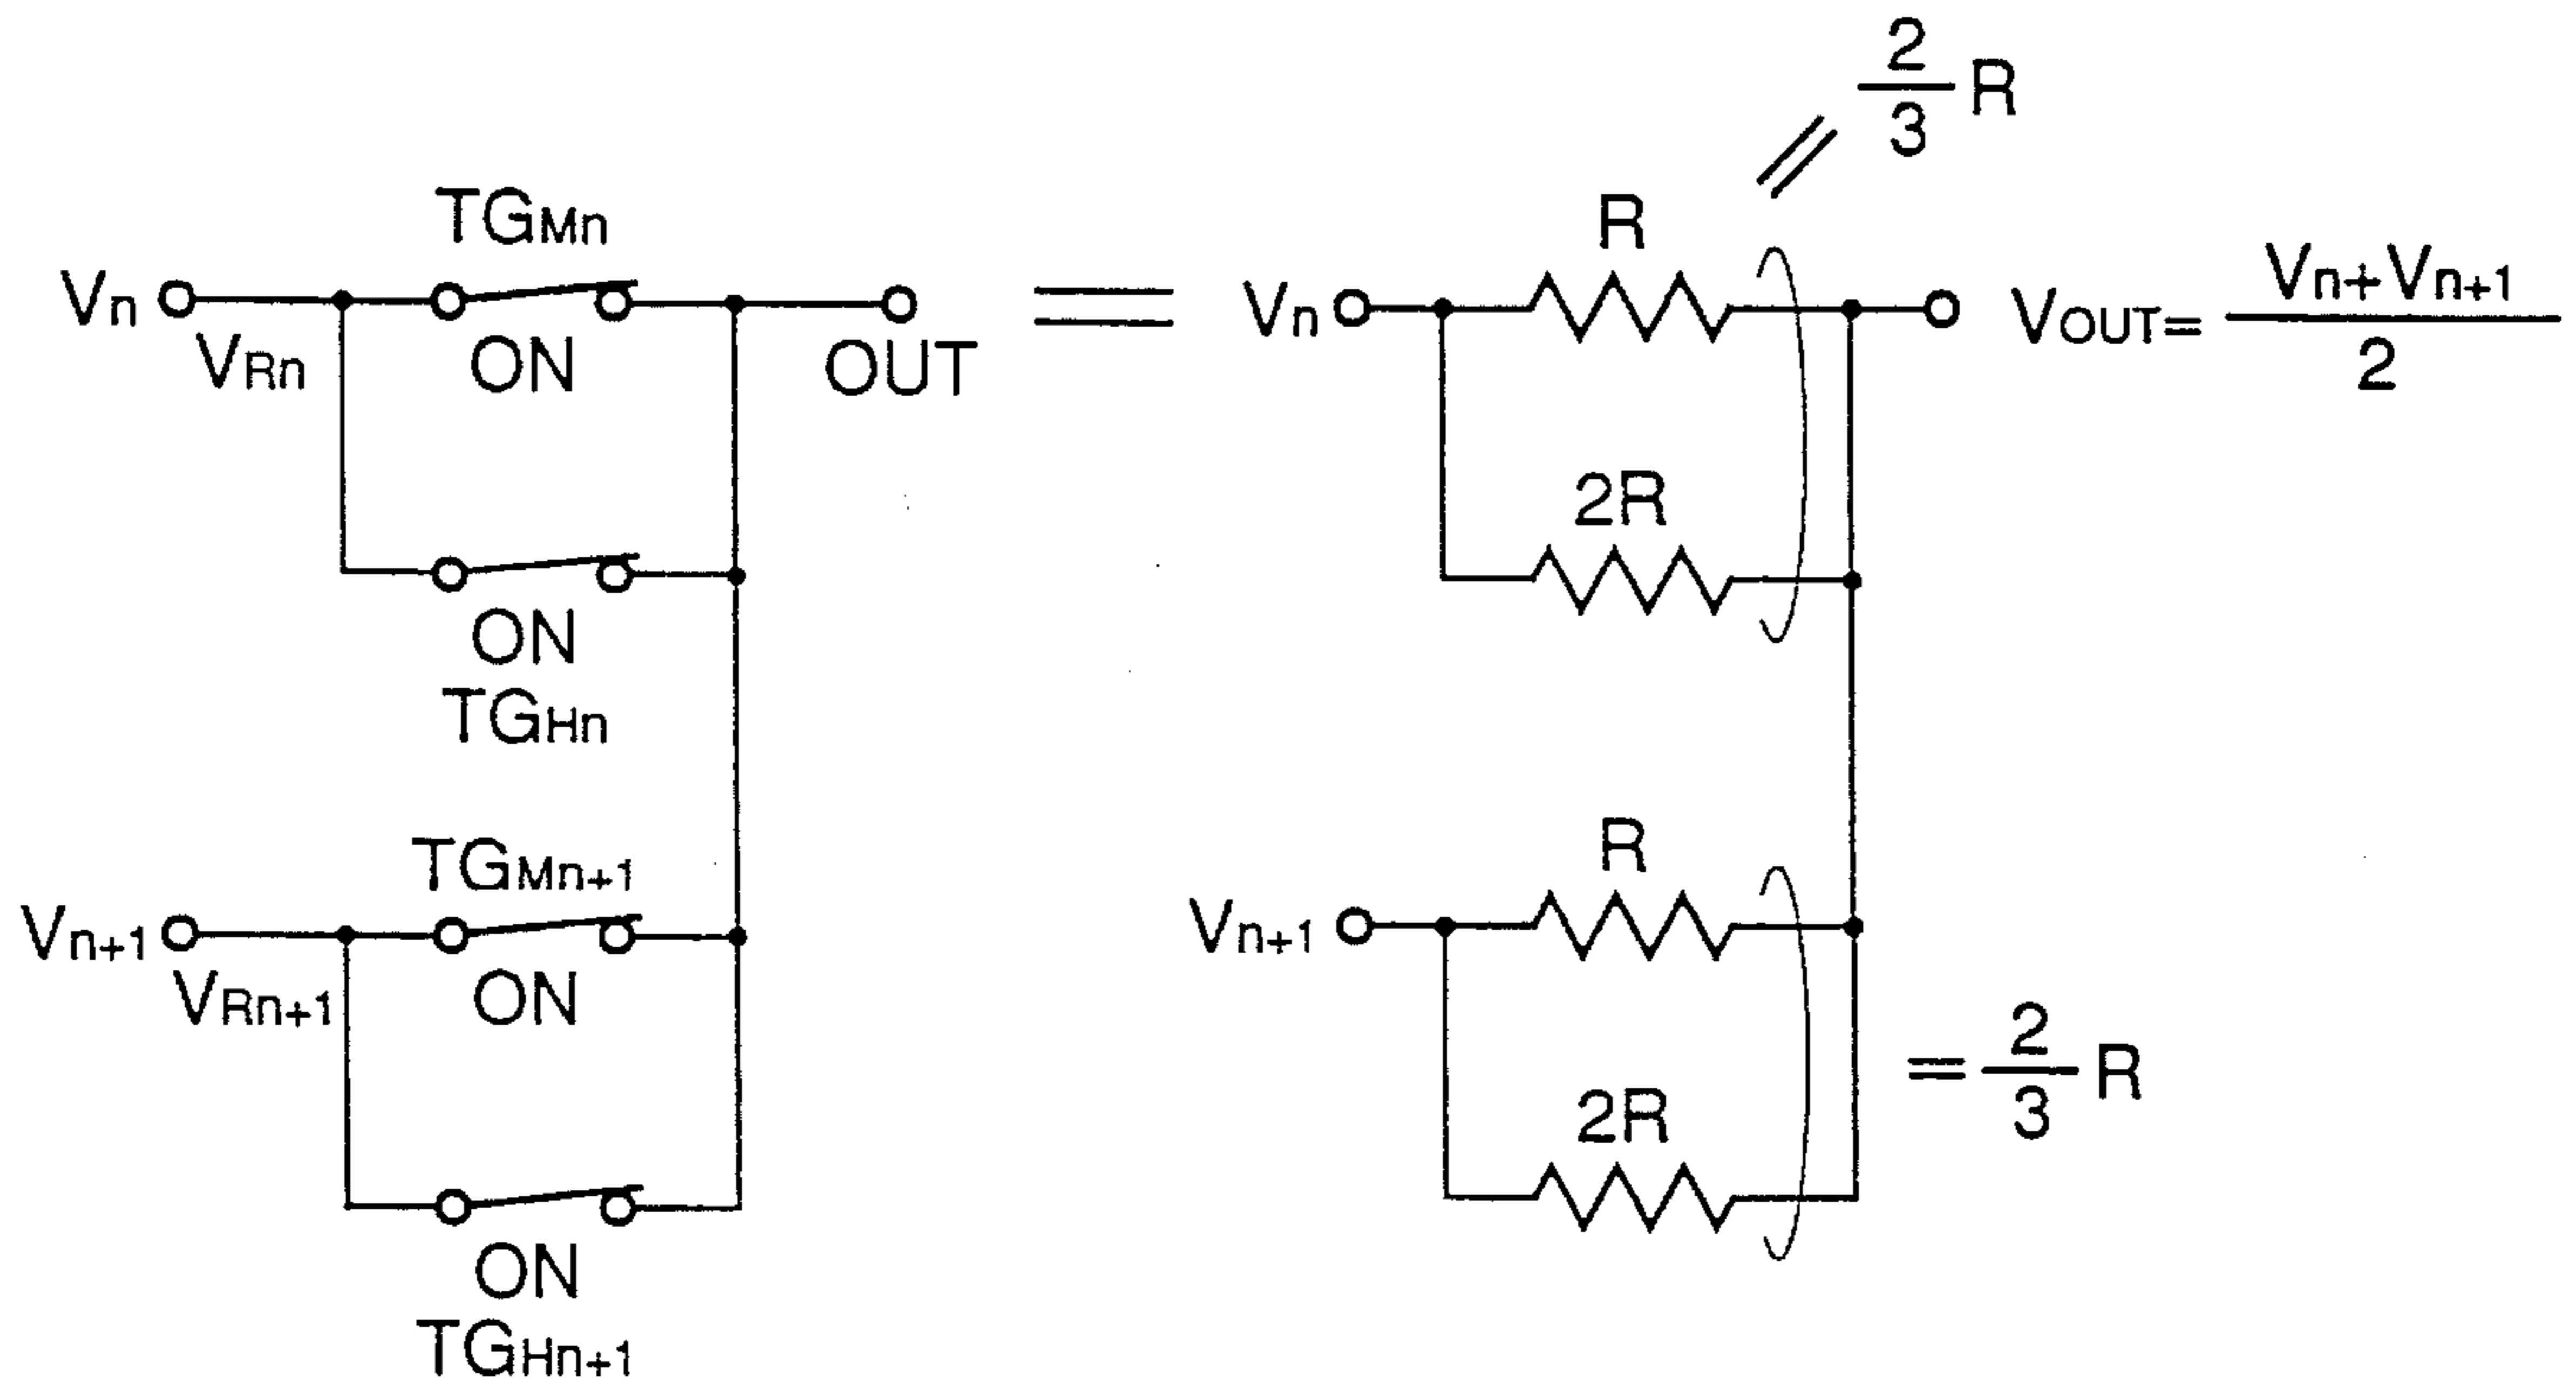 TGMn
Vn
VRn
ON
OUT
ON
TGHn
TGMn+1
Vn+1
VRn+1
ON
ON
TGHn+1
=
2/3 R
//
R
Vn
VOUT= Vn+Vn+1/2
2R
R
Vn+1
2R
= 2/3 R